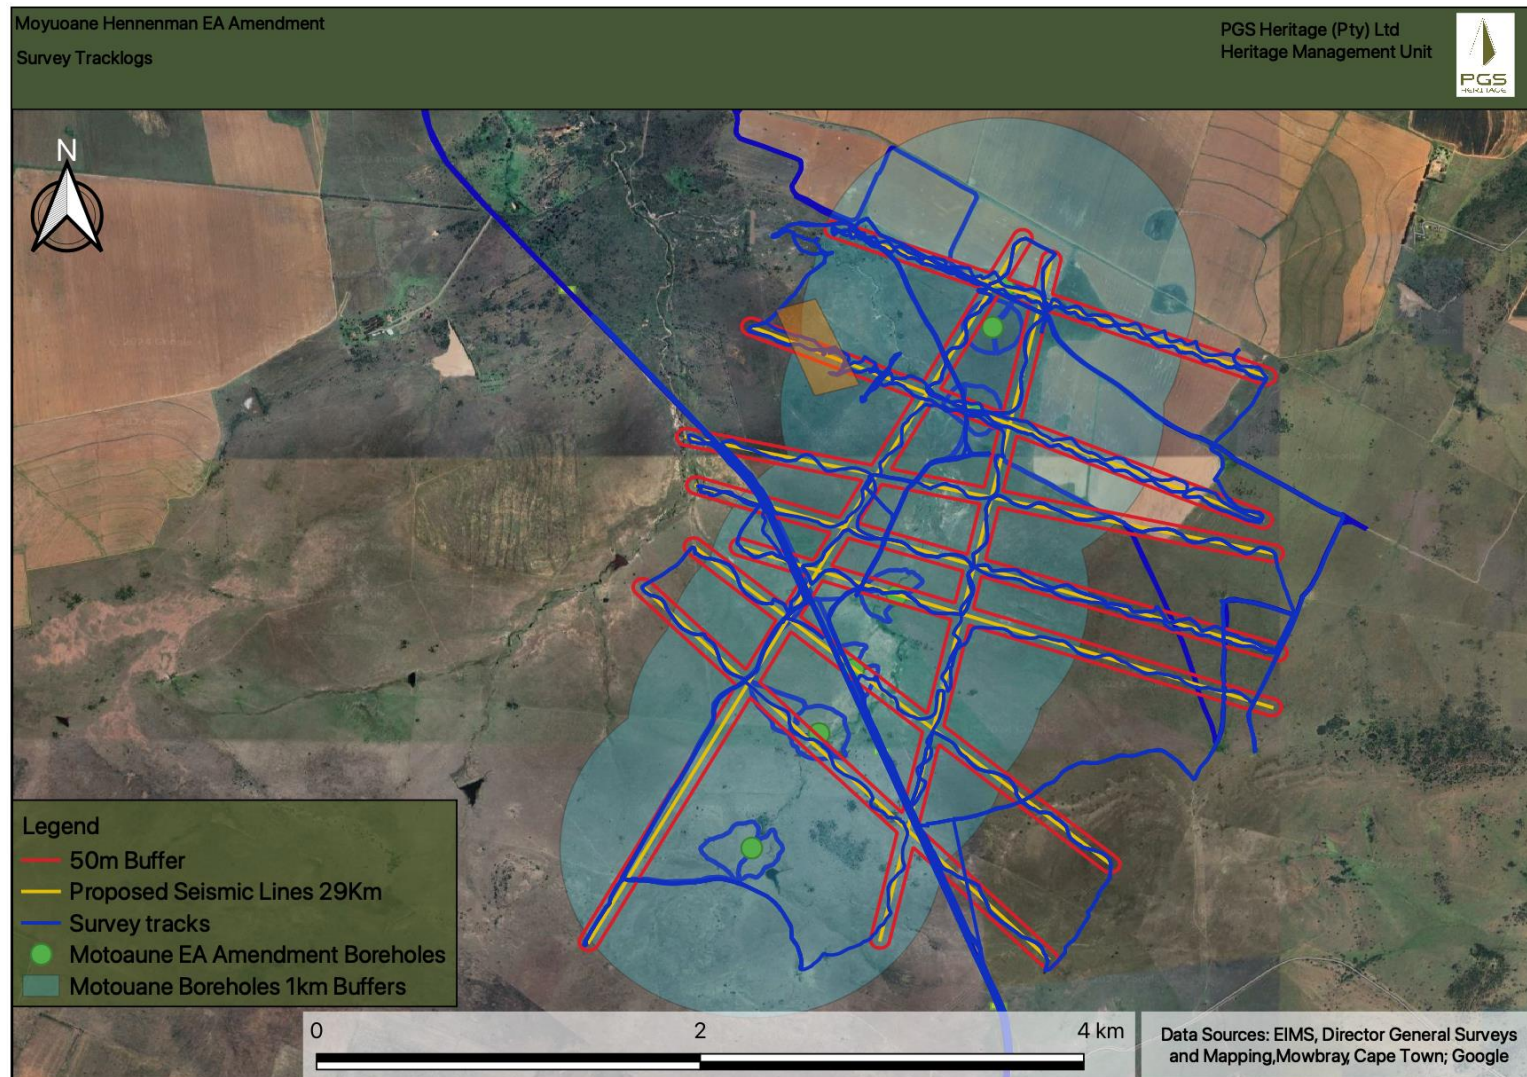 Moyuoane Hennenman EA Amendment
Survey Tracklogs
PGS Heritage (Pty) Ltd
Heritage Management Unit
PGS
HERITAGE
N
Legend
50m Buffer
Proposed Seismic Lines 29Km
Survey tracks
Motoaune EA Amendment Boreholes
Motouane Boreholes 1km Buffers
0 2 4 km
Data Sources: EIMS, Director General Surveys
and Mapping,Mowbray, Cape Town; Google